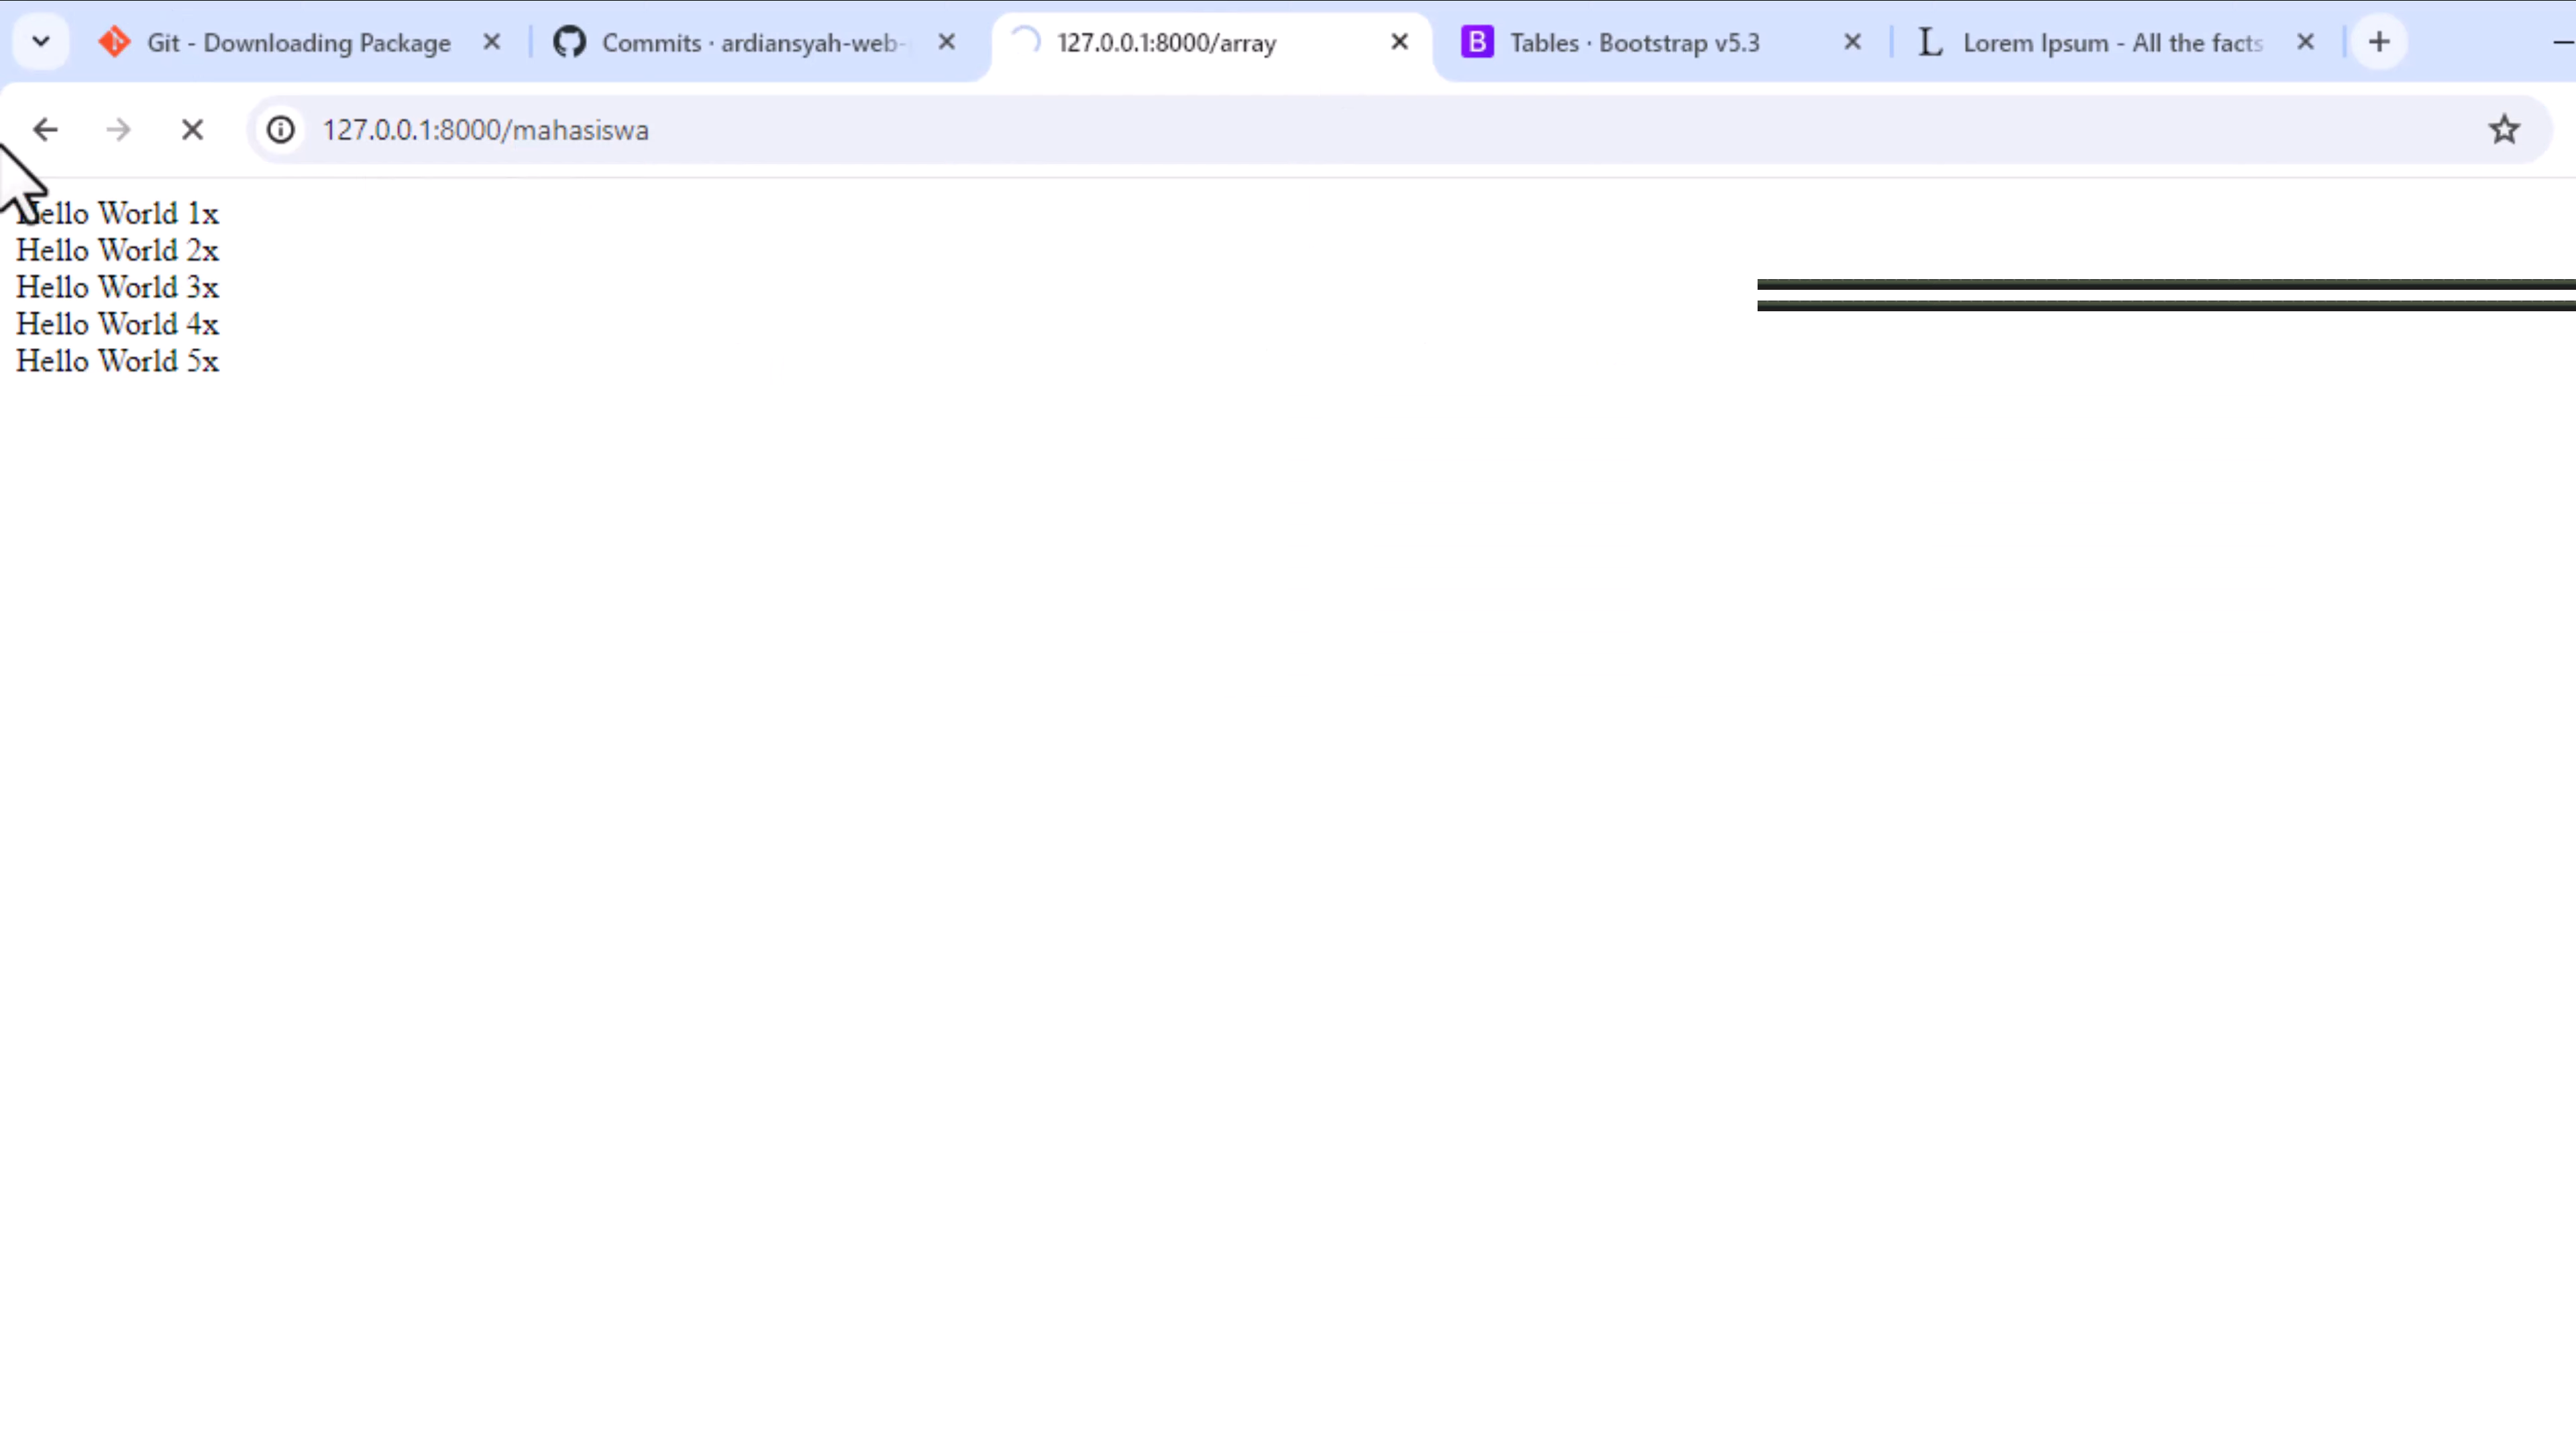 Git - Downloading Package
Commits · ardiansyah-web-
127.0.0.1:8000/array
B Tables · Bootstrap v5.3
L Lorem Ipsum - All the facts
127.0.0.1:8000/mahasiswa
Hello World 1x
Hello World 2x
Hello World 3x
Hello World 4x
Hello World 5x